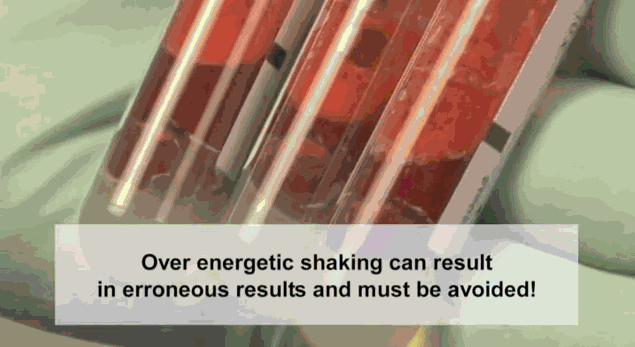 Over energetic shaking can result
in erroneous results and must be avoided!